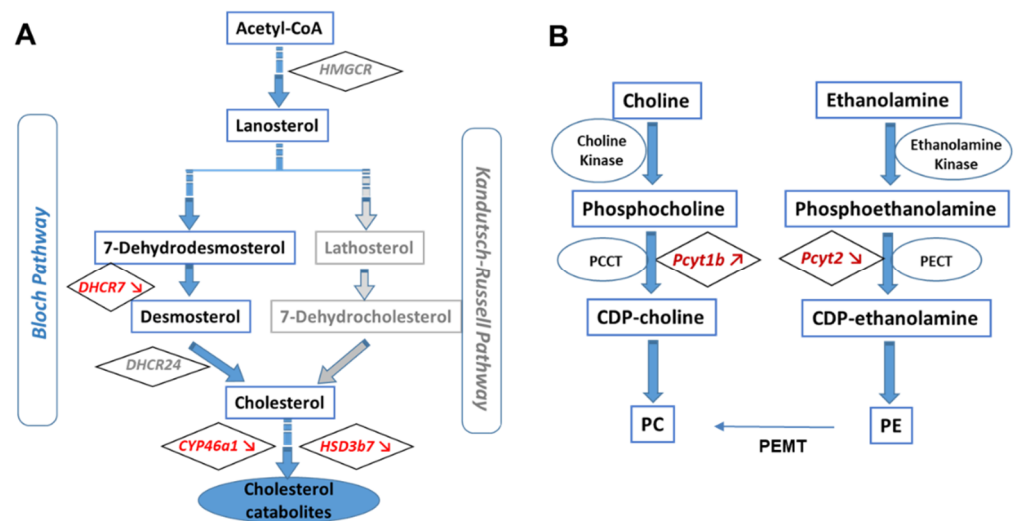 A
Acetyl-CoA
HMGCR
Lanosterol
Bloch Pathway
Kandutsch-Russell Pathway
7-Dehydrodesmosterol
Lathosterol
DHCR7 ↘
Desmosterol
7-Dehydrocholesterol
DHCR24
Cholesterol
CYP46a1 ↘
HSD3b7 ↘
Cholesterol
catabolites
B
Choline
Ethanolamine
Choline
Kinase
Ethanolamine
Kinase
Phosphocholine
Phosphoethanolamine
PCCT
Pcyt1b ↗
Pcyt2 ↘
PECT
CDP-choline
CDP-ethanolamine
PC
PE
PEMT